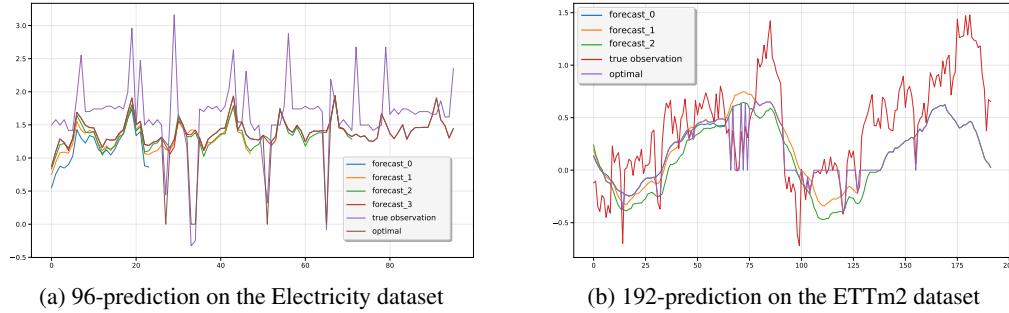 3.0
2.5
2.0
1.5
1.0
0.5
0.0
−0.5
0
20
40
60
80
forecast_0
forecast_1
forecast_2
forecast_3
true observation
optimal
(a) 96-prediction on the Electricity dataset
1.5
1.0
0.5
0.0
−0.5
0
25
50
75
100
125
150
175
forecast_0
forecast_1
forecast_2
true observation
optimal
(b) 192-prediction on the ETTm2 dataset